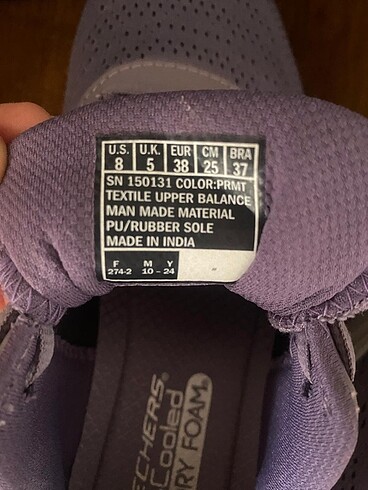 U.S. U.K. EUR CM BRA
8 5 38 25 37
SN 150131 COLOR:PRMT
TEXTILE UPPER BALANCE
MAN MADE MATERIAL
PU/RUBBER SOLE
MADE IN INDIA
F M Y
274-2 10 - 24
ECHERS
Cooled
RY FOAM